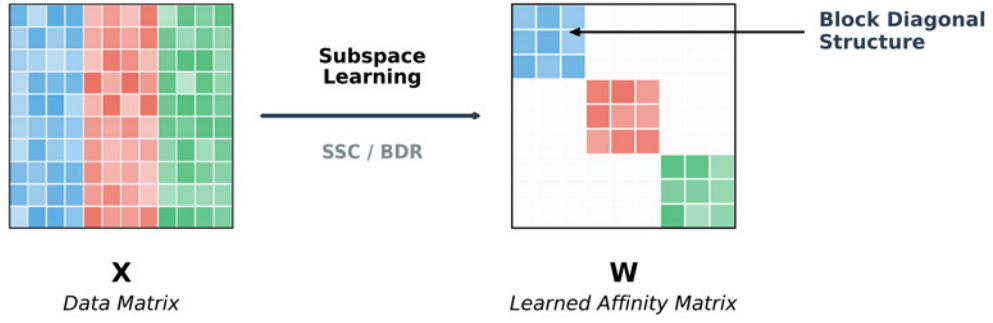 Subspace
Learning
SSC / BDR
Block Diagonal
Structure
X
Data Matrix
W
Learned Affinity Matrix